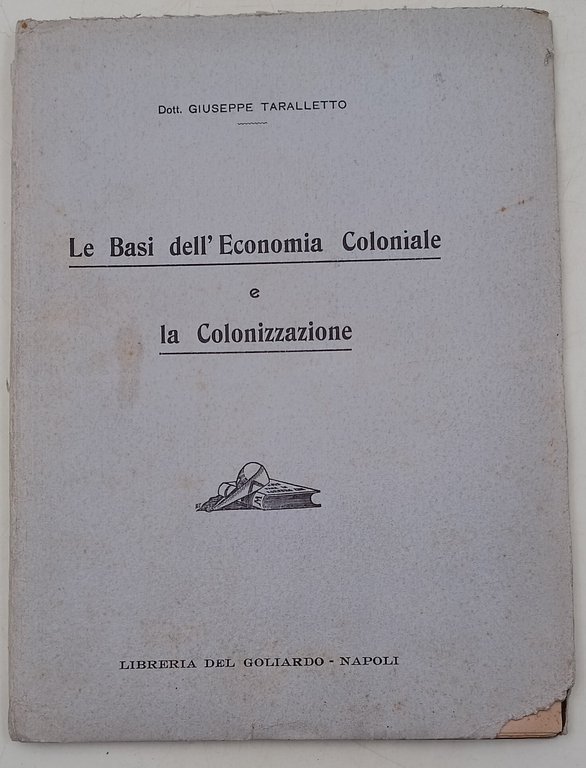 Dott. GIUSEPPE TARALLETTO
Le Basi dell' Economia Coloniale
e
la Colonizzazione
LIBRERIA DEL GOLIARDO - NAPOLI